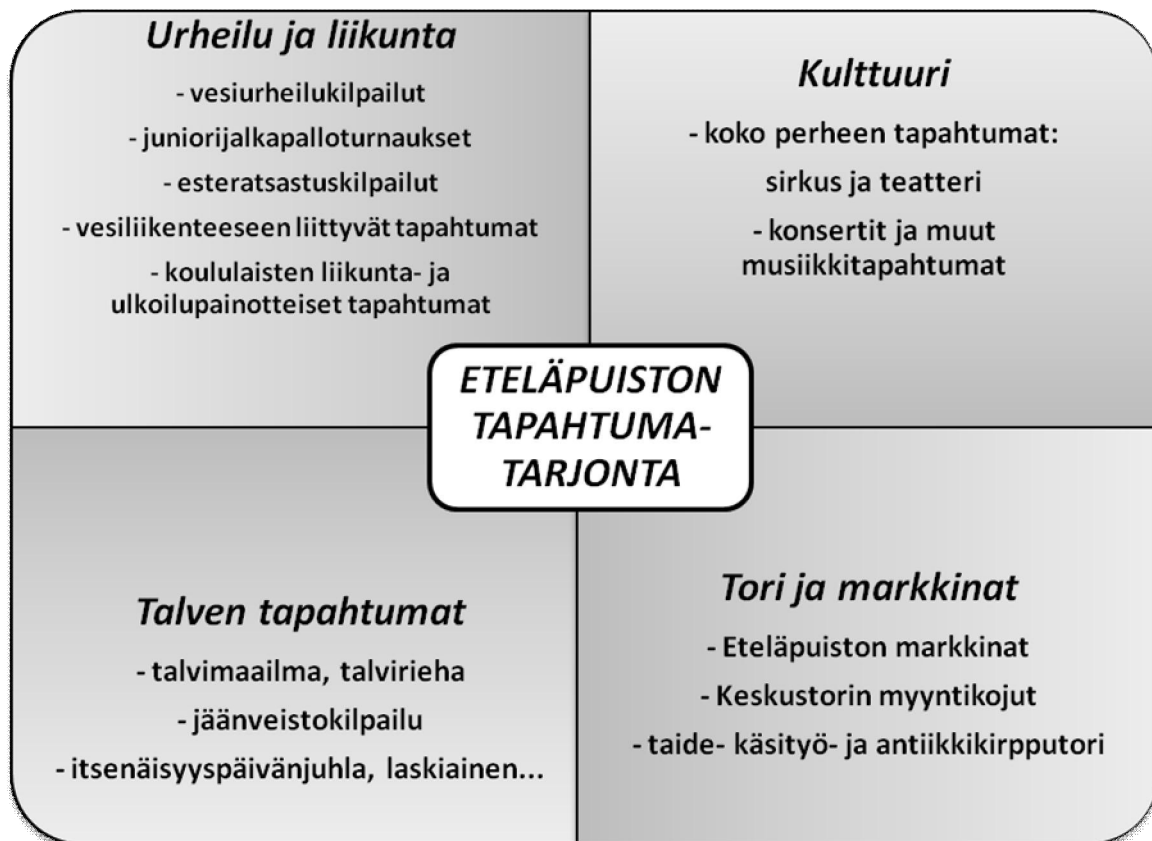 Urheilu ja liikunta
- vesiurheilukilpailut
- juniorijalkapalloturnaukset
- esteratsastuskilpailut
- vesiliikenteeseen liittyvät tapahtumat
- koululaisten liikunta- ja
ulkoilupainotteiset tapahtumat
Kulttuuri
- koko perheen tapahtumat:
sirkus ja teatteri
- konsertit ja muut
musiikkitapahtumat
ETELÄPUISTON
TAPAHTUMA-
TARJONTA
Talven tapahtumat
- talvimaailma, talvirieha
- jäänveistokilpailu
- itsenäisyyspäivänjuhla, laskiainen...
Tori ja markkinat
- Eteläpuiston markkinat
- Keskustorin myyntikojut
- taide- käsityö- ja antiikkikirpputori